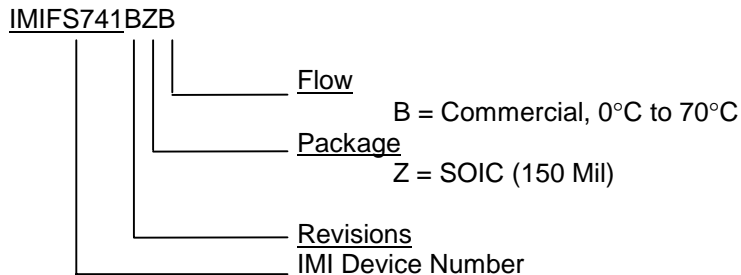 IMIFS741BZB
Flow
B = Commercial, 0°C to 70°C
Package
Z = SOIC (150 Mil)
Revisions
IMI Device Number